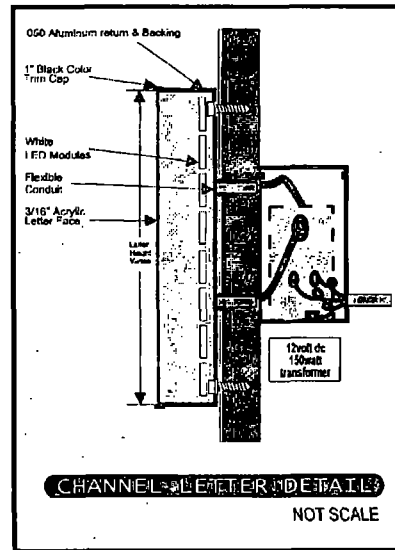 060 Aluminum return & Backing
1" Black Color
Trim Cap
White
LED Modules
Flexible
Conduit
3/16" Acrylic
Letter Face
Letter
Height
Varies
12volt dc
150watt
transformer
CHANNEL LETTER DETAIL
NOT SCALE